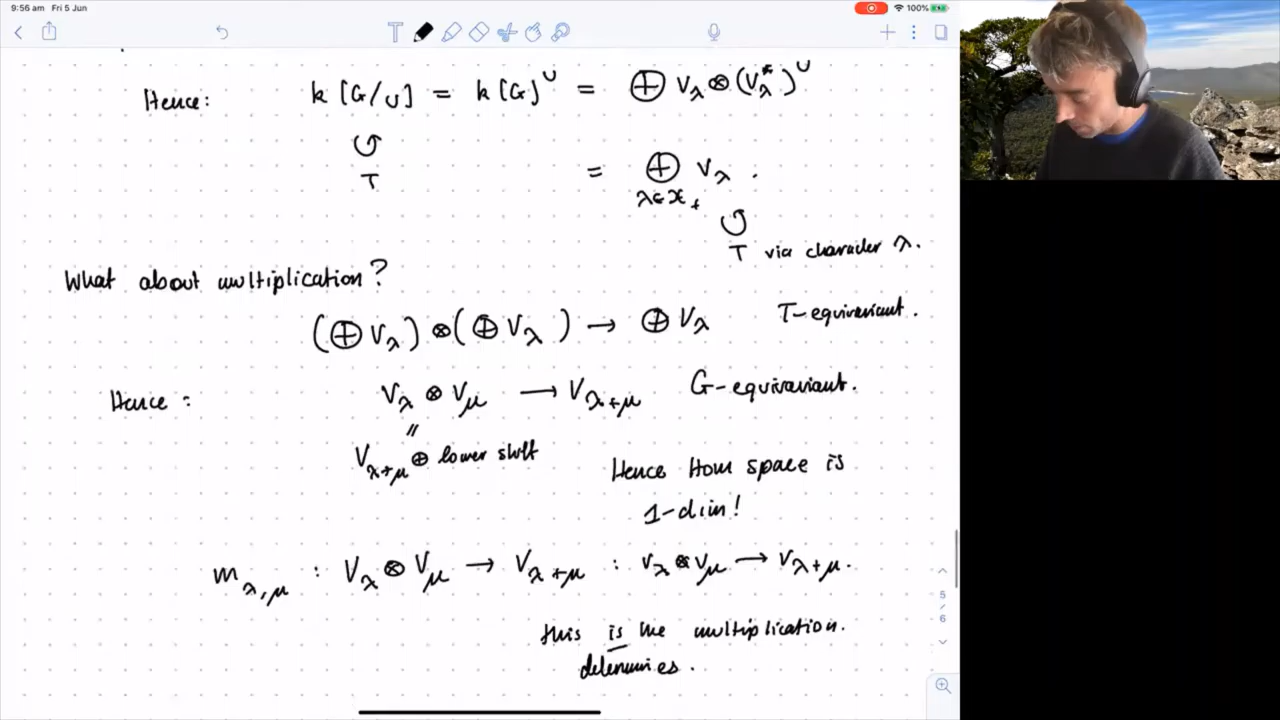 9:56 am Fri 5 Jun
100%
Hence: k[G/U] = k[G]^U = ⊕ V_λ ⊗ (V_λ^*)^U
↺
T
= ⊕_{λ∈X_+} V_λ .
↺
T via character λ.
What about multiplication?
(⊕ V_λ) ⊗ (⊕ V_λ) → ⊕ V_λ T-equivariant.
Hence: V_λ ⊗ V_μ → V_{λ+μ} G-equivariant.
=
V_{λ+μ} ⊕ lower stuff
Hence Hom space is
1-dim!
m_{λ,μ} : V_λ ⊗ V_μ → V_{λ+μ} : v_λ ⊗ v_μ → v_{λ+μ}.
this is the multiplication.
determines.
5
/
6